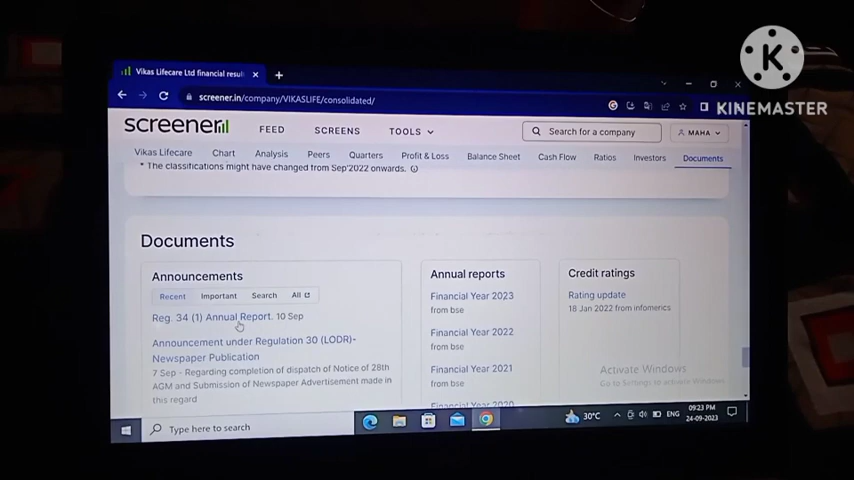 KINEMASTER
Vikas Lifecare Ltd financial resul
screener.in/company/VIKASLIFE/consolidated/
screener
FEED
SCREENS
TOOLS
Search for a company
MAHA
Vikas Lifecare
Chart
Analysis
Peers
Quarters
Profit & Loss
Balance Sheet
Cash Flow
Ratios
Investors
Documents
* The classifications might have changed from Sep'2022 onwards.
Documents
Announcements
Recent
Important
Search
All
Reg. 34 (1) Annual Report. 10 Sep
Announcement under Regulation 30 (LODR)-
Newspaper Publication
7 Sep - Regarding completion of dispatch of Notice of 28th
AGM and Submission of Newspaper Advertisement made in
this regard
Annual reports
Financial Year 2023
from bse
Financial Year 2022
from bse
Financial Year 2021
from bse
Financial Year 2020
Credit ratings
Rating update
18 Jan 2022 from infomerics
Activate Windows
Go to Settings to activate Windows.
Type here to search
30°C
ENG
09:23 PM
24-09-2023